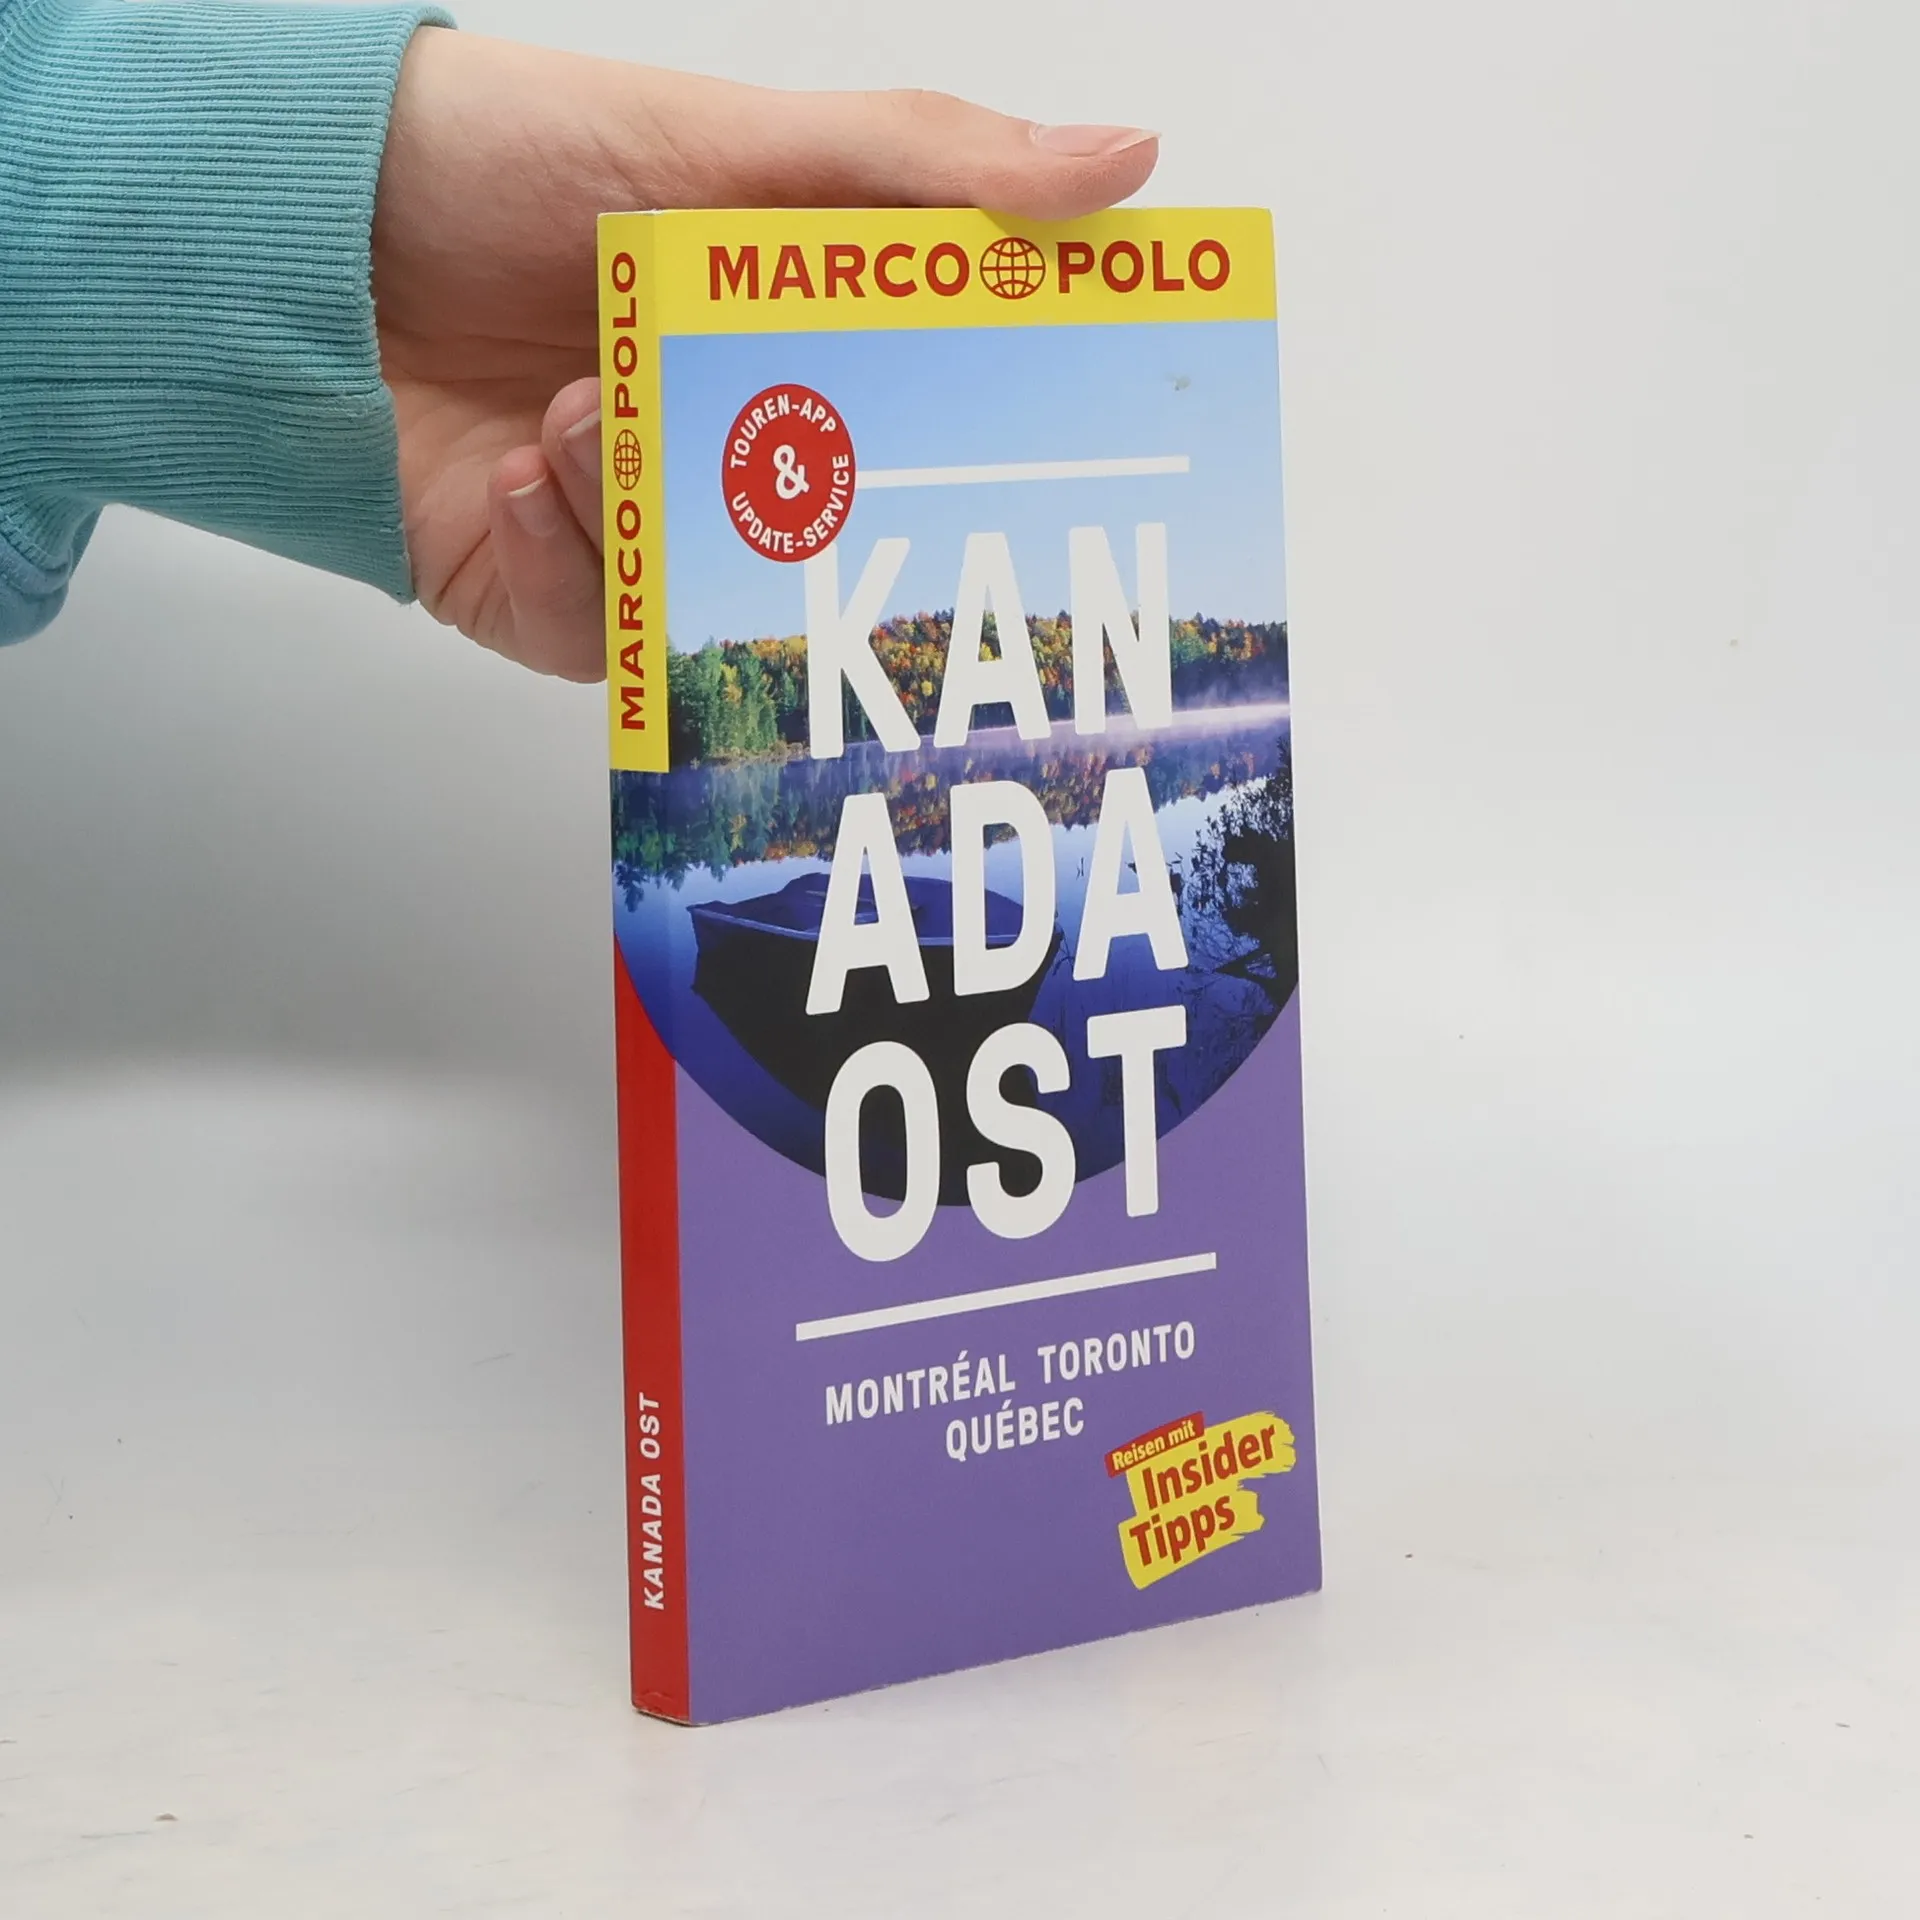 MARCO POLO
MARCO POLO
TOUREN-APP
&
UPDATE-SERVICE
KAN
ADA
OST
MONTRÉAL TORONTO
QUÉBEC
Reisen mit
Insider
Tipps
KANADA OST